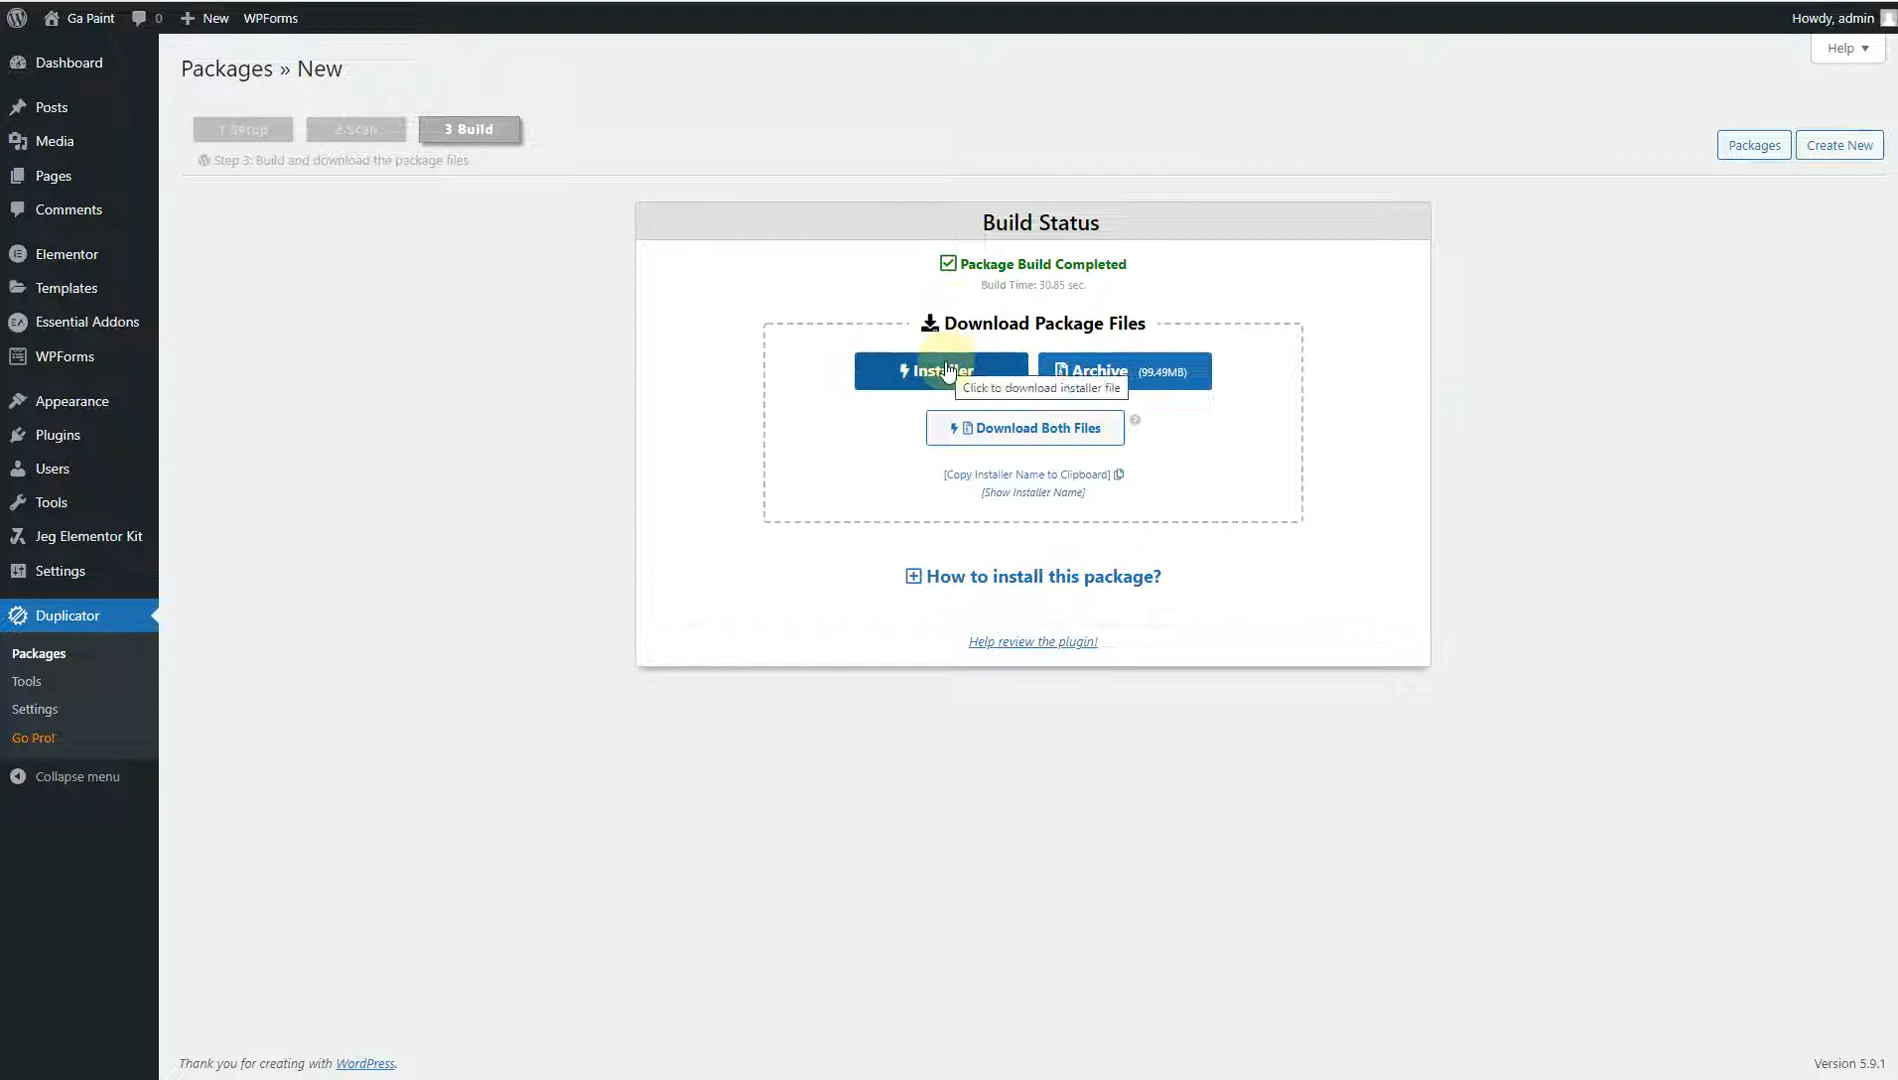 Ga Paint
0
New
WPForms
Howdy, admin
Help
Dashboard
Posts
Media
Pages
Comments
Elementor
Templates
Essential Addons
WPForms
Appearance
Plugins
Users
Tools
Jeg Elementor Kit
Settings
Duplicator
Packages
Tools
Settings
Go Pro!
Collapse menu
Packages » New
1 Setup
2 Scan
3 Build
Step 3: Build and download the package files
Packages
Create New
Build Status
Package Build Completed
Build Time: 30.85 sec.
Download Package Files
Installer
Archive (99.49MB)
Click to download installer file
Download Both Files
[Copy Installer Name to Clipboard]
[Show Installer Name]
How to install this package?
Help review the plugin!
Thank you for creating with WordPress.
Version 5.9.1